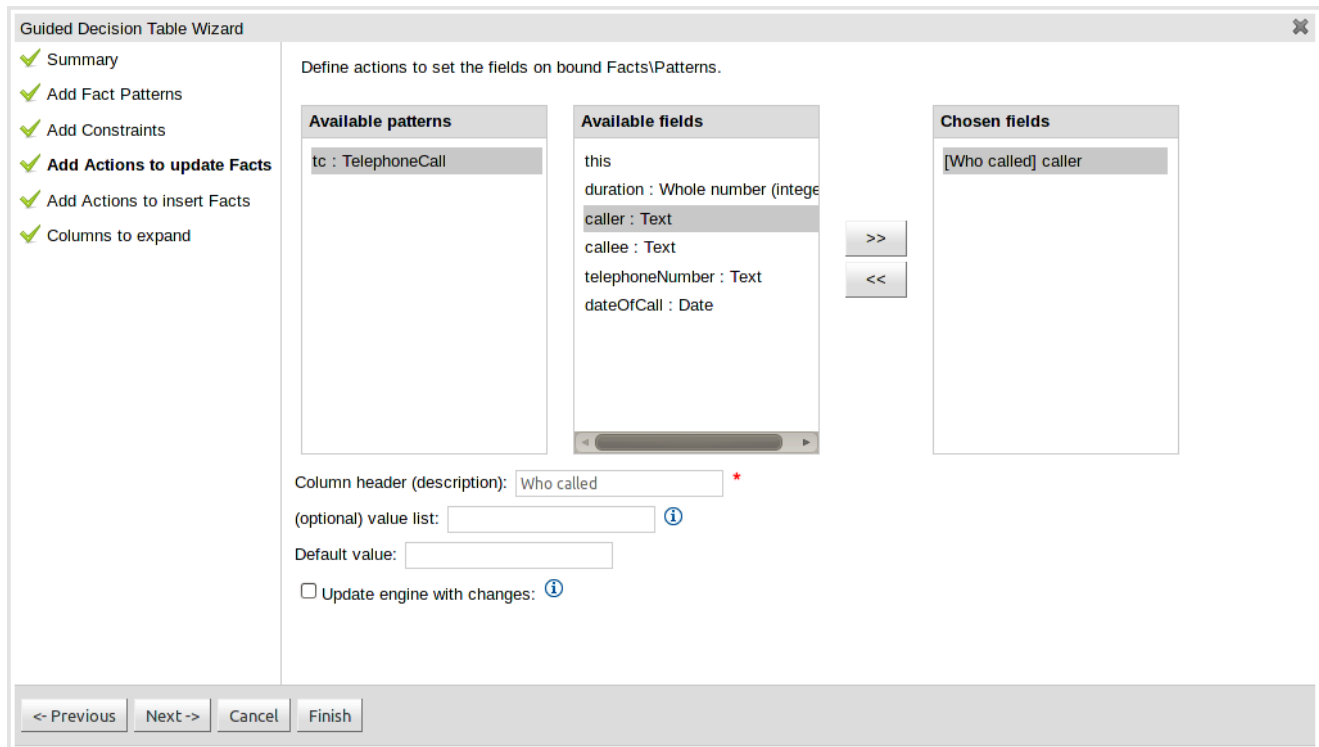 Guided Decision Table Wizard
Summary
Add Fact Patterns
Add Constraints
Add Actions to update Facts
Add Actions to insert Facts
Columns to expand
Define actions to set the fields on bound Facts\Patterns.
Available patterns
tc : TelephoneCall
Available fields
this
duration : Whole number (intege
caller : Text
callee : Text
telephoneNumber : Text
dateOfCall : Date
>>
<<
Chosen fields
[Who called] caller
Column header (description): Who called *
(optional) value list:
Default value:
Update engine with changes:
<- Previous Next -> Cancel Finish